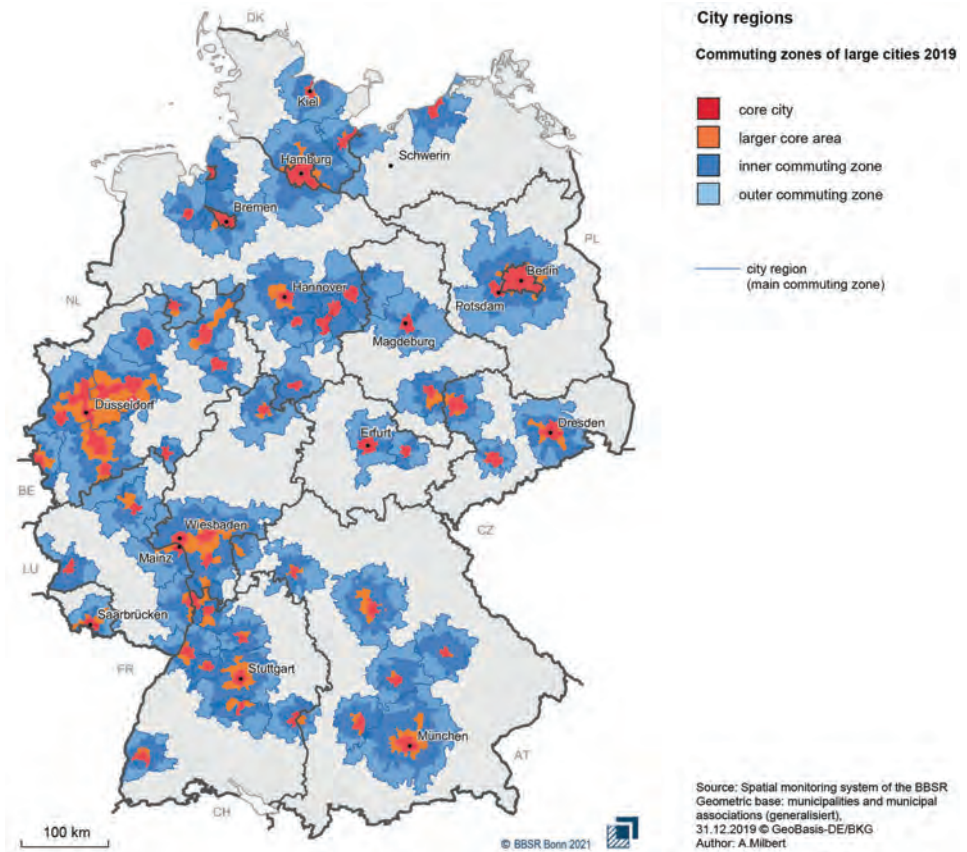 City regions
Commuting zones of large cities 2019
core city
larger core area
inner commuting zone
outer commuting zone
city region
(main commuting zone)
DK
Kiel
Schwerin
Hamburg
Bremen
PL
Berlin
NL
Hannover
Potsdam
Magdeburg
Düsseldorf
Dresden
Erfurt
BE
CZ
Wiesbaden
Mainz
LU
Saarbrücken
FR
Stuttgart
München
AT
CH
100 km
© BBSR Bonn 2021
Source: Spatial monitoring system of the BBSR
Geometric base: municipalities and municipal
associations (generalisiert),
31.12.2019 © GeoBasis-DE/BKG
Author: A.Milbert